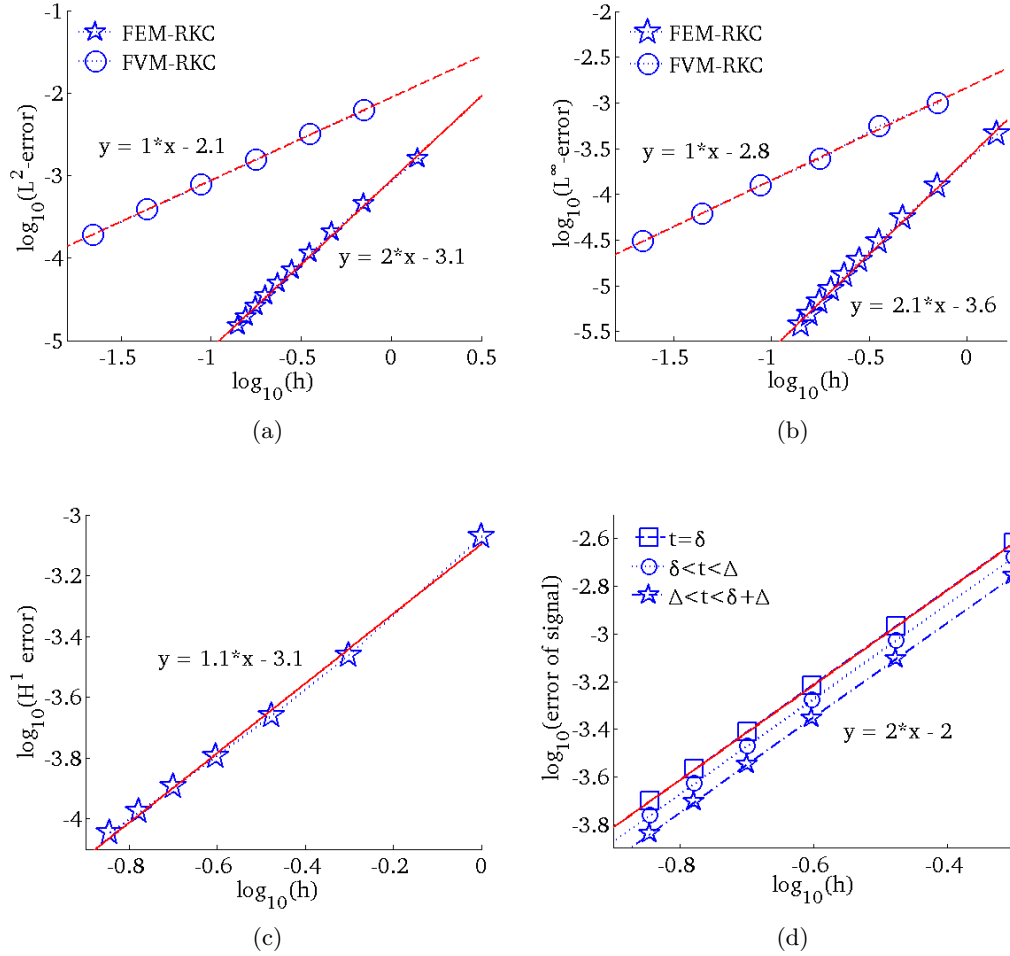 -1
FEM-RKC
FVM-RKC
-2
y = 1*x - 2.1
-3
y = 2*x - 3.1
-4
-5
log₁₀(L²-error)
-1.5 -1 -0.5 0 0.5
log₁₀(h)
(a)
-2
FEM-RKC
FVM-RKC
-2.5
-3
y = 1*x - 2.8
-3.5
-4
-4.5
-5
y = 2.1*x - 3.6
-5.5
log₁₀(L∞-error)
-1.5 -1 -0.5 0
log₁₀(h)
(b)
-3
-3.2
-3.4
y = 1.1*x - 3.1
-3.6
-3.8
-4
log₁₀(H¹ error)
-0.8 -0.6 -0.4 -0.2 0
log₁₀(h)
(c)
t=δ
-2.6
δ<t<Δ
-2.8
Δ<t<δ+Δ
-3
-3.2
y = 2*x - 2
-3.4
-3.6
-3.8
log₁₀(error of signal)
-0.8 -0.6 -0.4
log₁₀(h)
(d)